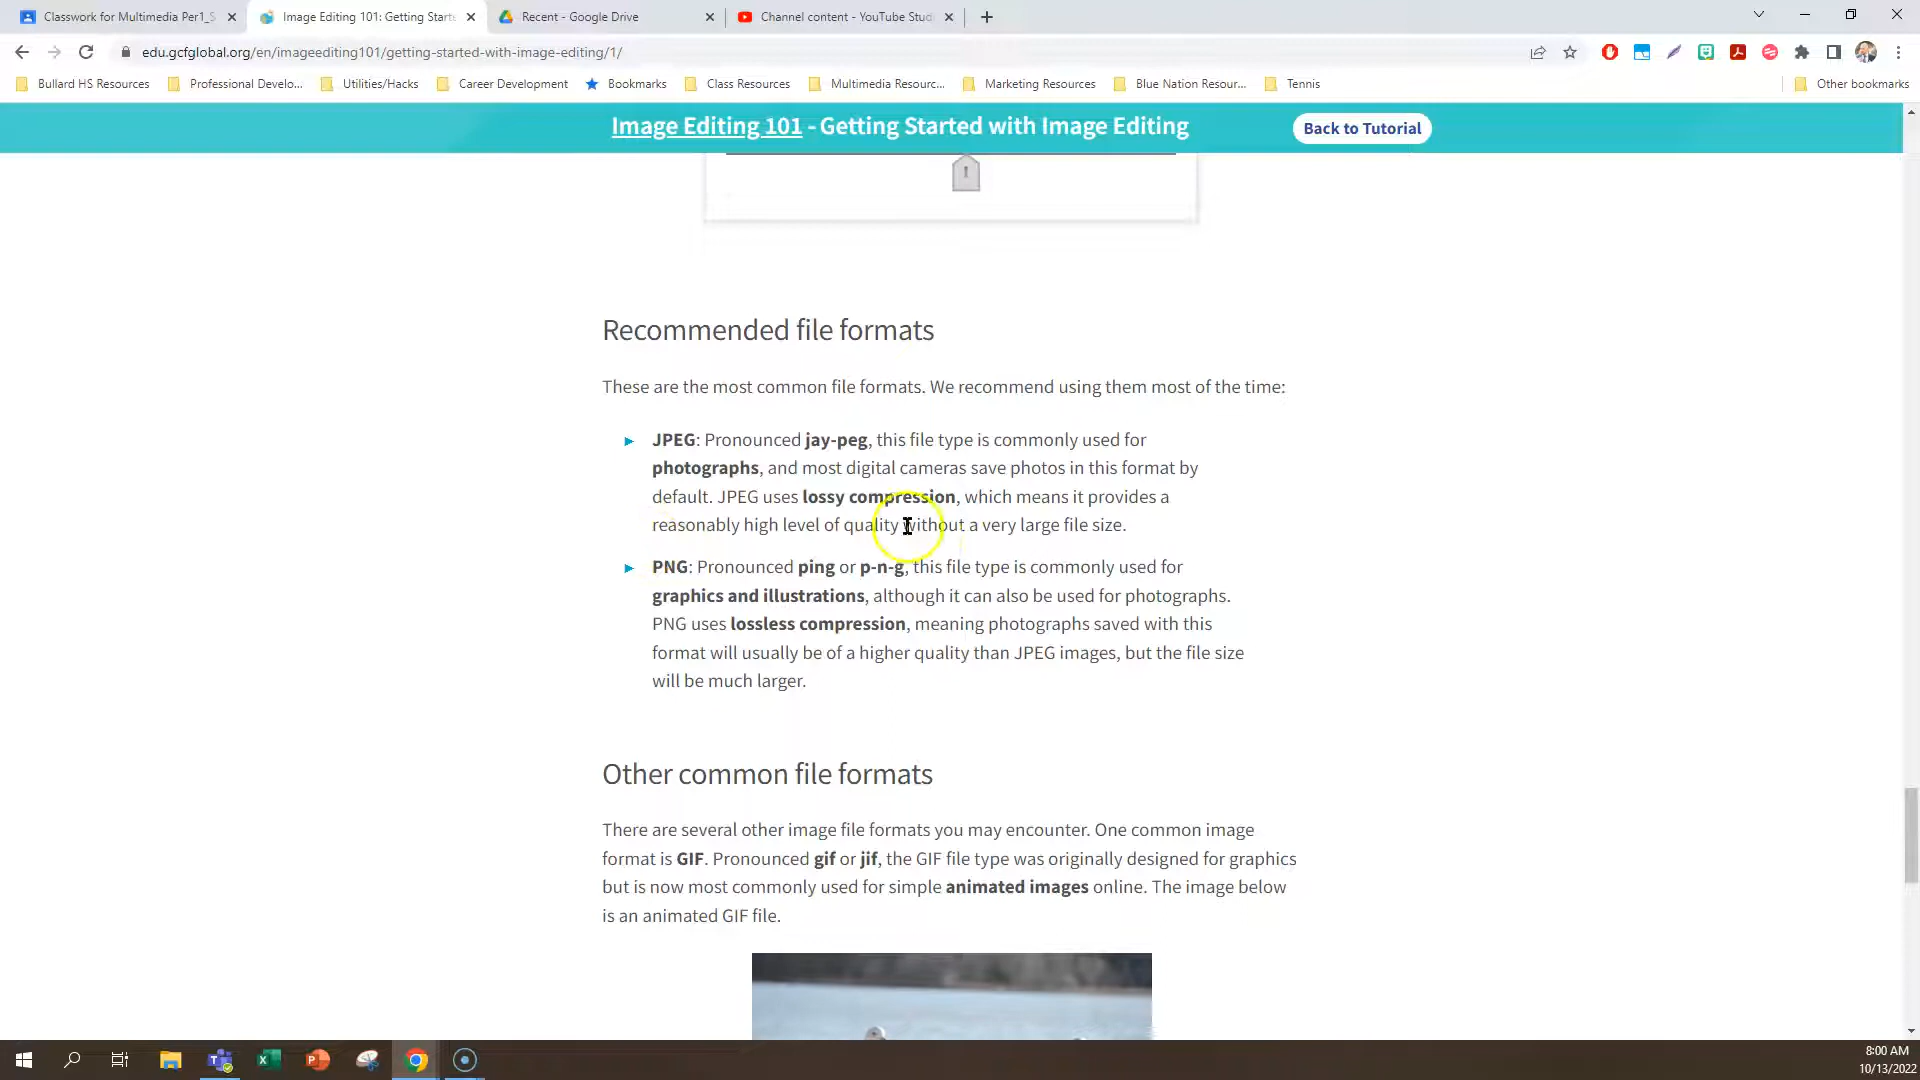 Classwork for Multimedia Per1_S
Image Editing 101: Getting Start
Recent - Google Drive
Channel content - YouTube Stud
edu.gcfglobal.org/en/imageediting101/getting-started-with-image-editing/1/
Bullard HS Resources
Professional Develo...
Utilities/Hacks
Career Development
Bookmarks
Class Resources
Multimedia Resourc...
Marketing Resources
Blue Nation Resour...
Tennis
Other bookmarks
Image Editing 101 - Getting Started with Image Editing
Back to Tutorial
Recommended file formats
These are the most common file formats. We recommend using them most of the time:
JPEG: Pronounced jay-peg, this file type is commonly used for
photographs, and most digital cameras save photos in this format by
default. JPEG uses lossy compression, which means it provides a
reasonably high level of quality without a very large file size.
PNG: Pronounced ping or p-n-g, this file type is commonly used for
graphics and illustrations, although it can also be used for photographs.
PNG uses lossless compression, meaning photographs saved with this
format will usually be of a higher quality than JPEG images, but the file size
will be much larger.
Other common file formats
There are several other image file formats you may encounter. One common image
format is GIF. Pronounced gif or jif, the GIF file type was originally designed for graphics
but is now most commonly used for simple animated images online. The image below
is an animated GIF file.
8:00 AM
10/13/2022